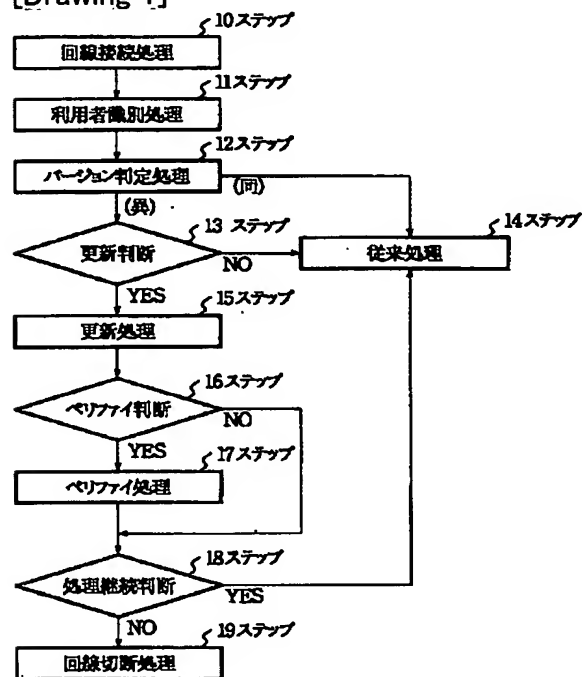 [Drawing 1]
10ステップ
回線接続処理
11ステップ
利用者識別処理
12ステップ
バージョン判定処理
(同)
(異)
13 ステップ
更新判断
NO
14ステップ
従来処理
YES
15ステップ
更新処理
16ステップ
ベリファイ判断
NO
YES
17ステップ
ベリファイ処理
18ステップ
処理継続判断
YES
NO
19ステップ
回線切断処理